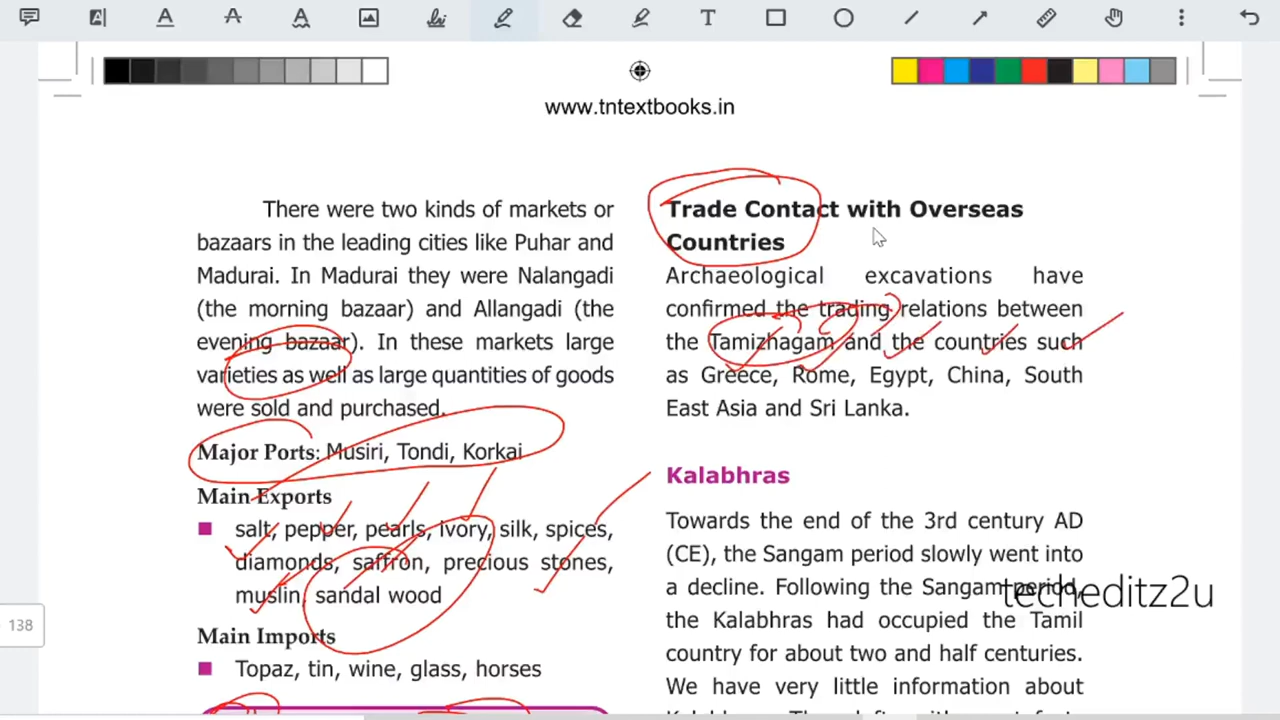 www.tntextbooks.in
There were two kinds of markets or
bazaars in the leading cities like Puhar and
Madurai. In Madurai they were Nalangadi
(the morning bazaar) and Allangadi (the
evening bazaar). In these markets large
varieties as well as large quantities of goods
were sold and purchased.
Major Ports: Musiri, Tondi, Korkai
Main Exports
salt, pepper, pearls, ivory, silk, spices,
diamonds, saffron, precious stones,
muslin, sandal wood
Main Imports
Topaz, tin, wine, glass, horses
Trade Contact with Overseas
Countries
Archaeological excavations have
confirmed the trading relations between
the Tamizhagam and the countries such
as Greece, Rome, Egypt, China, South
East Asia and Sri Lanka.
Kalabhras
Towards the end of the 3rd century AD
(CE), the Sangam period slowly went into
a decline. Following the Sangam period,
the Kalabhras had occupied the Tamil
country for about two and half centuries.
We have very little information about
techeditz2u
138